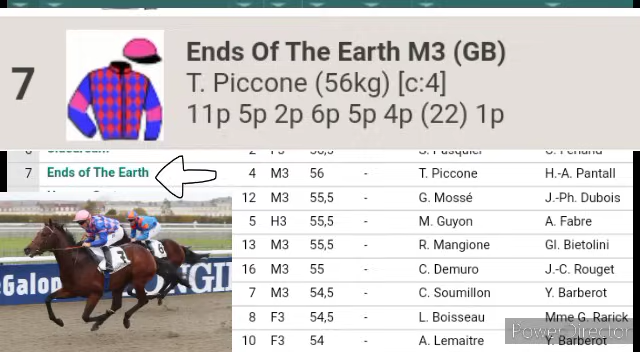 7
Ends Of The Earth M3 (GB)
T. Piccone (56kg) [c:4]
11p 5p 2p 6p 5p 4p (22) 1p
7 Ends of The Earth 4 M3 56 - T. Piccone H.-A. Pantall
12 M3 55,5 - G. Mossé J.-Ph. Dubois
5 H3 55,5 - M. Guyon A. Fabre
13 M3 55,5 - R. Mangione Gl. Bietolini
16 M3 55 - C. Demuro J.-C. Rouget
7 M3 54,5 - C. Soumillon Y. Barberot
8 F3 54,5 - L. Boisseau Mme G. Rarick
10 F3 54 - A. Lemaitre Y. Barberot
PowerDirector